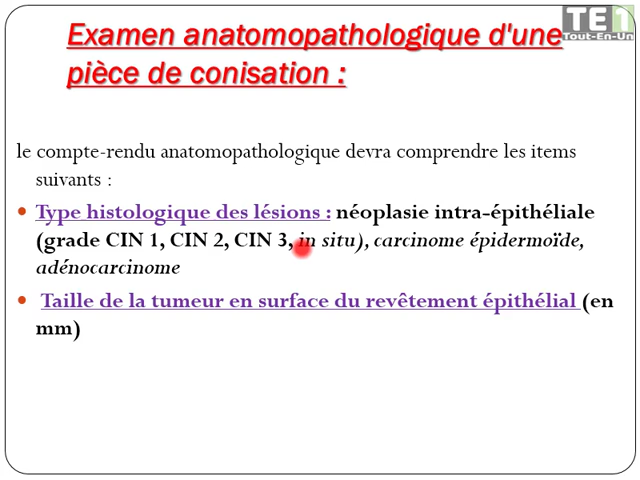 TE1
Tout-En-Un
Examen anatomopathologique d'une
pièce de conisation :
le compte-rendu anatomopathologique devra comprendre les items
suivants :
• Type histologique des lésions : néoplasie intra-épithéliale
(grade CIN 1, CIN 2, CIN 3, in situ), carcinome épidermoïde,
adénocarcinome
• Taille de la tumeur en surface du revêtement épithélial (en
mm)